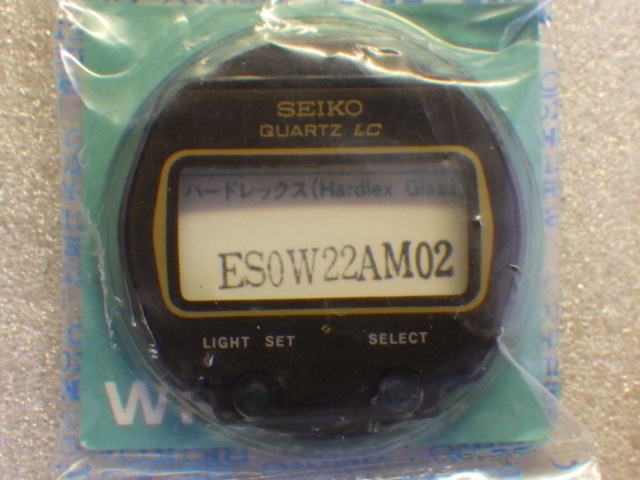 SEIKO
QUARTZ LC
ハードレックス(Hardlex Glass)
ES0W22AM02
LIGHT SET SELECT